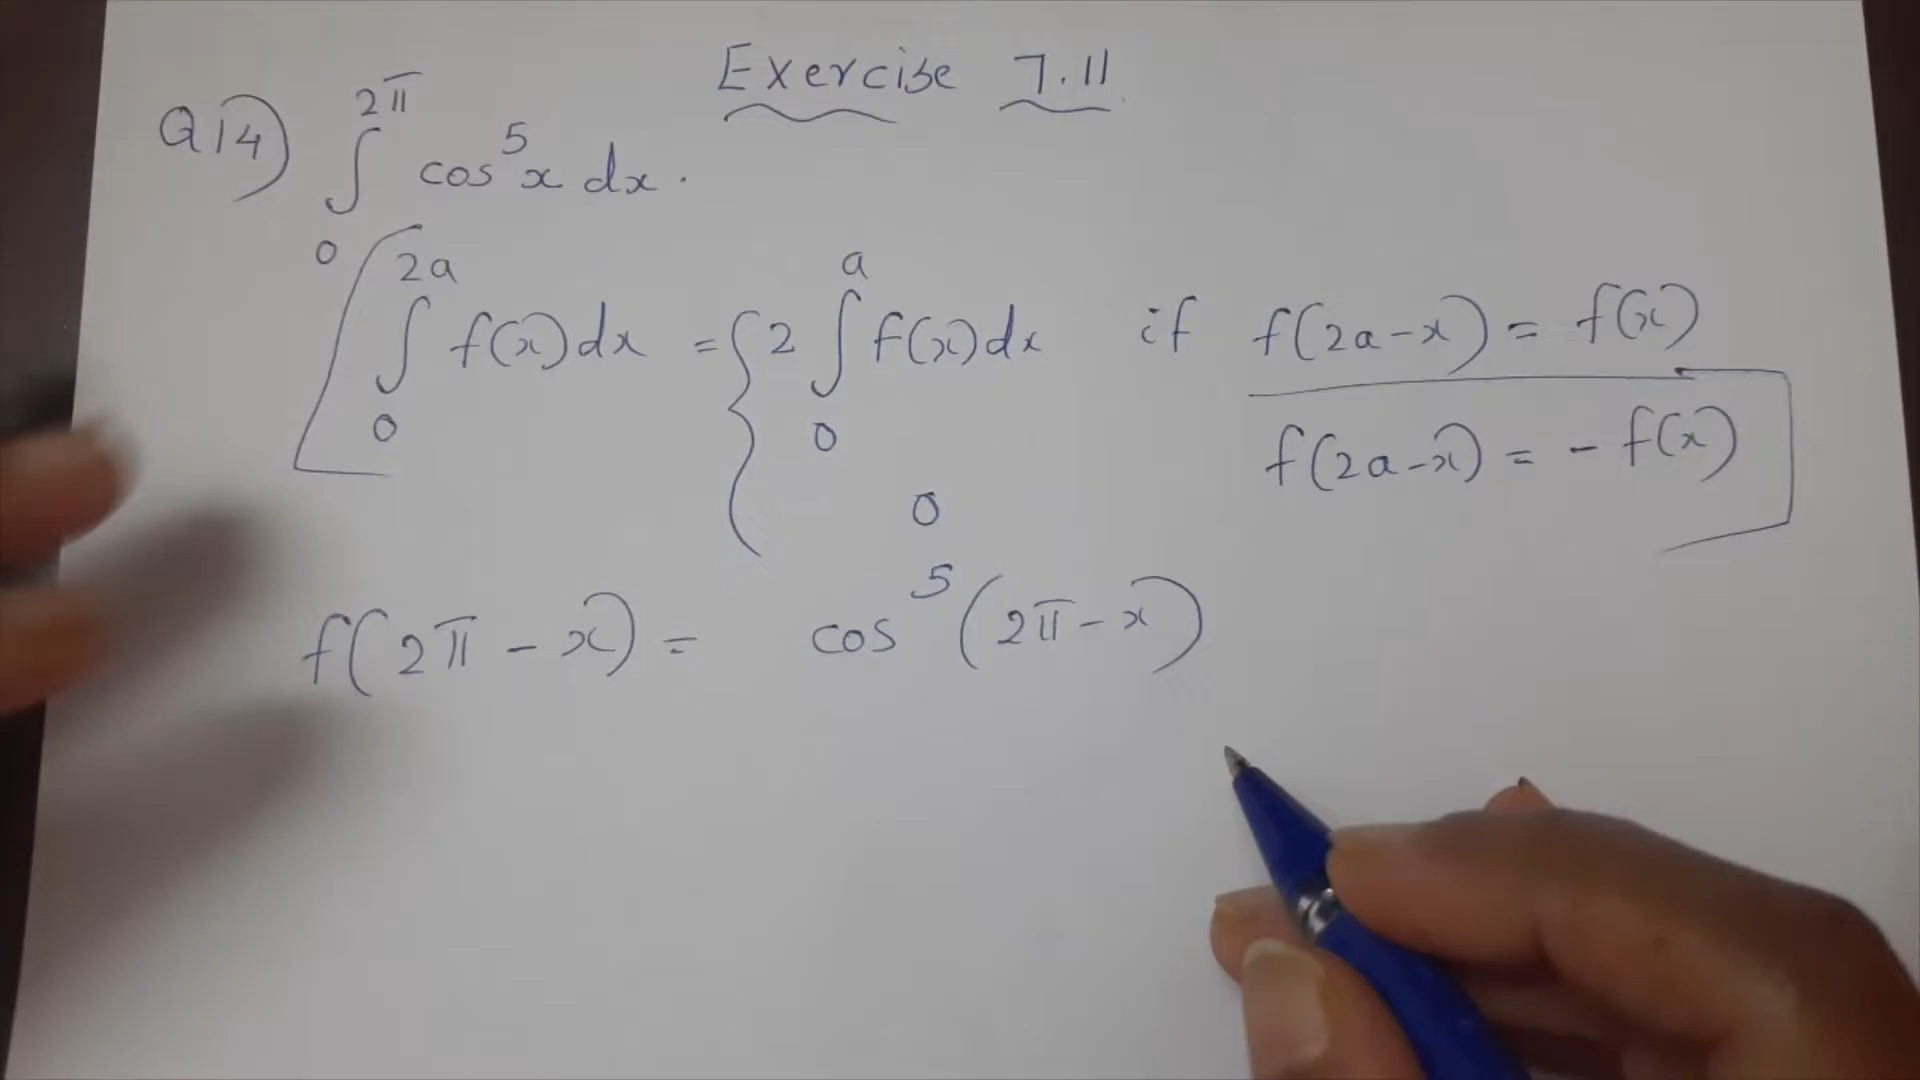 Exercise 7.11
Q14) ∫₀^{2π} cos⁵x dx.
∫₀^{2a} f(x)dx = { 2 ∫₀^{a} f(x)dx if f(2a-x) = f(x)
0 f(2a-x) = - f(x)
f(2π - x) = cos⁵(2π - x)